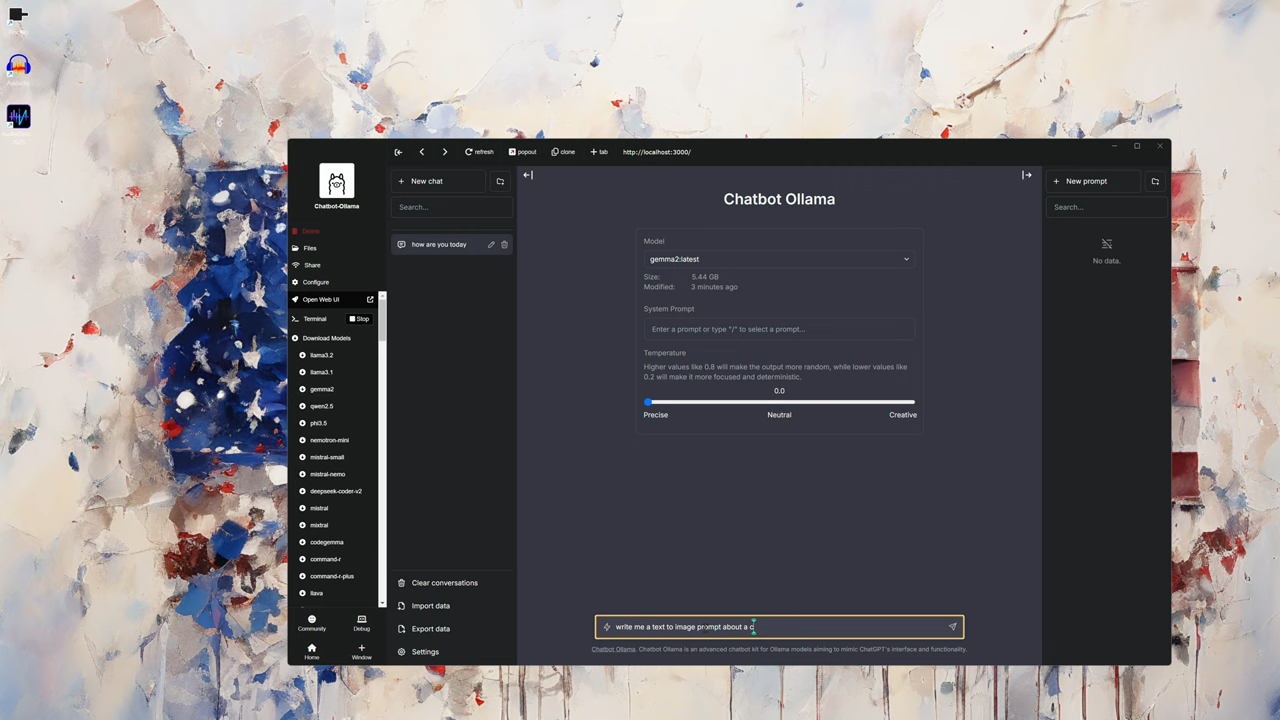 refresh
popout
clone
tab
http://localhost:3000/
Chatbot-Ollama
Delete
Files
Share
Configure
Open Web UI
Terminal
Stop
Download Models
llama3.2
llama3.1
gemma2
qwen2.5
phi3.5
nemotron-mini
mistral-small
mistral-nemo
deepseek-coder-v2
mistral
mixtral
codegemma
command-r
command-r-plus
llava
Community
Debug
Home
Window
New chat
Search...
how are you today
Clear conversations
Import data
Export data
Settings
Chatbot Ollama
Model
gemma2:latest
Size: 5.44 GB
Modified: 3 minutes ago
System Prompt
Enter a prompt or type "/" to select a prompt...
Temperature
Higher values like 0.8 will make the output more random, while lower values like
0.2 will make it more focused and deterministic.
0.0
Precise Neutral Creative
write me a text to image prompt about a c
Chatbot Ollama. Chatbot Ollama is an advanced chatbot kit for Ollama models aiming to mimic ChatGPT's interface and functionality.
New prompt
Search...
No data.